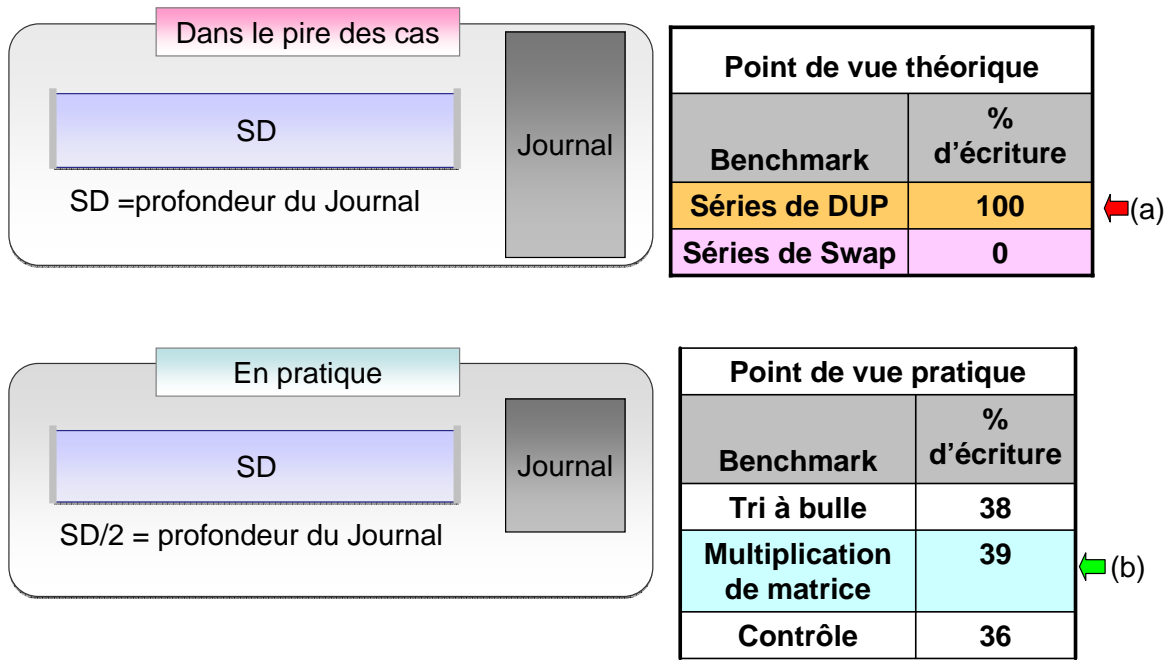 Dans le pire des cas
SD
Journal
SD =profondeur du Journal
Point de vue théorique
Benchmark
%
d'écriture
Séries de DUP 100
(a)
Séries de Swap 0
En pratique
SD
Journal
SD/2 = profondeur du Journal
Point de vue pratique
Benchmark
%
d'écriture
Tri à bulle 38
Multiplication 39
de matrice
(b)
Contrôle 36